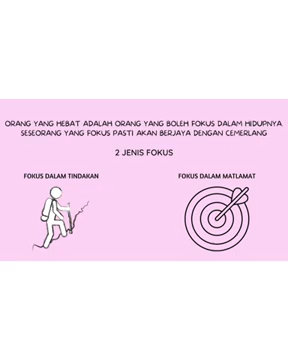 ORANG YANG HEBAT ADALAH ORANG YANG BOLEH FOKUS DALAM HIDUPNYA
SESEORANG YANG FOKUS PASTI AKAN BERJAYA DENGAN CEMERLANG
2 JENIS FOKUS
FOKUS DALAM TINDAKAN
FOKUS DALAM MATLAMAT